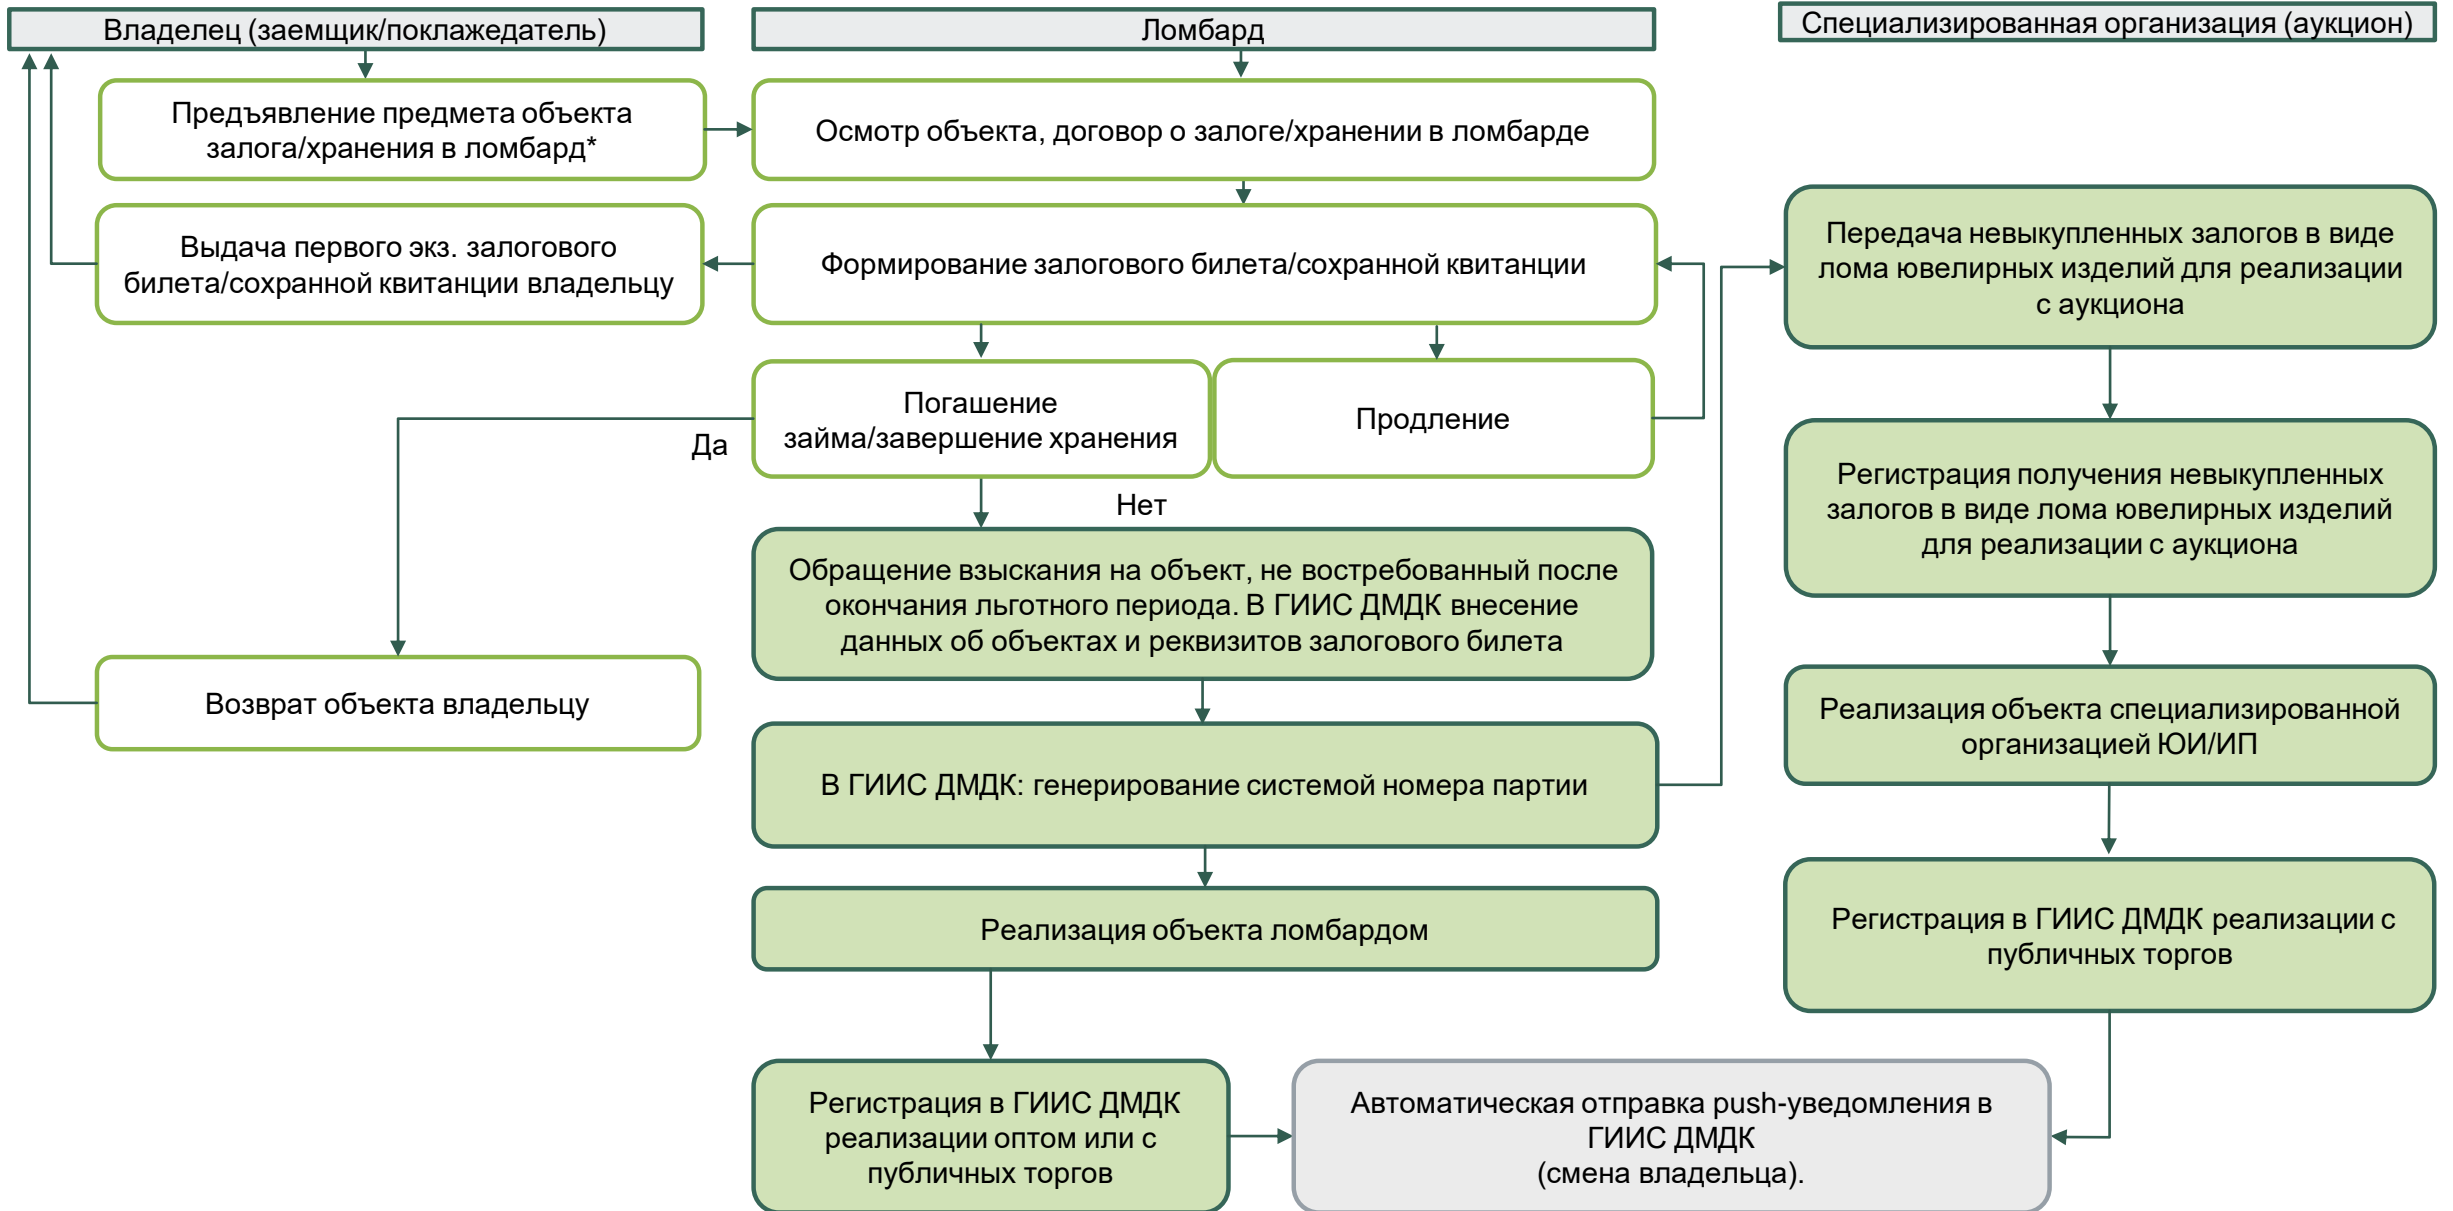 Владелец (заемщик/поклажедатель)
Ломбард
Специализированная организация (аукцион)
Предъявление предмета объекта
залога/хранения в ломбард*
Осмотр объекта, договор о залоге/хранении в ломбарде
Выдача первого экз. залогового
билета/сохранной квитанции владельцу
Формирование залогового билета/сохранной квитанции
Передача невыкупленных залогов в виде
лома ювелирных изделий для реализации
с аукциона
Погашение
займа/завершение хранения
Продление
Да
Нет
Регистрация получения невыкупленных
залогов в виде лома ювелирных изделий
для реализации с аукциона
Обращение взыскания на объект, не востребованный после
окончания льготного периода. В ГИИС ДМДК внесение
данных об объектах и реквизитов залогового билета
Возврат объекта владельцу
Реализация объекта специализированной
организацией ЮИ/ИП
В ГИИС ДМДК: генерирование системой номера партии
Реализация объекта ломбардом
Регистрация в ГИИС ДМДК реализации с
публичных торгов
Регистрация в ГИИС ДМДК
реализации оптом или с
публичных торгов
Автоматическая отправка push-уведомления в
ГИИС ДМДК
(смена владельца).